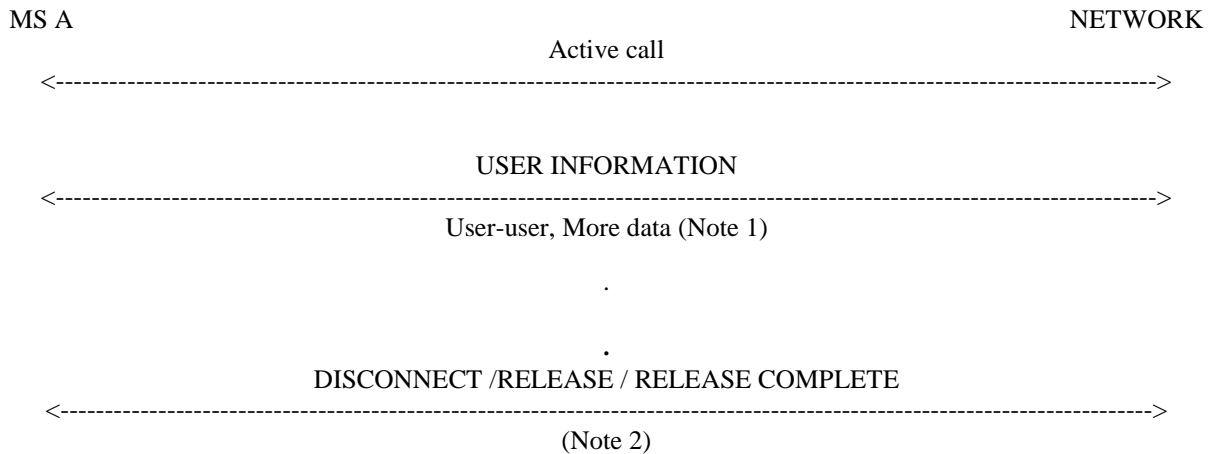 MS A NETWORK
Active call
<---------------------------------------------------------------------------------------------------------------------------->
USER INFORMATION
<---------------------------------------------------------------------------------------------------------------------------->
User-user, More data (Note 1)
.
.
DISCONNECT /RELEASE / RELEASE COMPLETE
<---------------------------------------------------------------------------------------------------------------------------->
(Note 2)